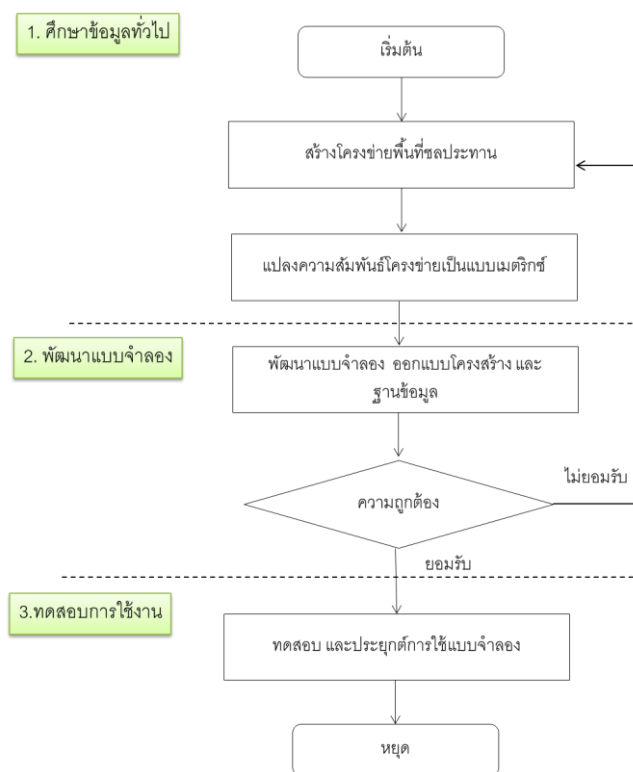 1. ศึกษาข้อมูลทั่วไป
เริ่มต้น
สร้างโครงข่ายพื้นที่ชลประทาน
แปลงความสัมพันธ์โครงข่ายเป็นแบบเมตริกซ์
2. พัฒนาแบบจำลอง
พัฒนาแบบจำลอง ออกแบบโครงสร้าง และ
ฐานข้อมูล
ไม่ยอมรับ
ความถูกต้อง
ยอมรับ
3.ทดสอบการใช้งาน
ทดสอบ และประยุกต์การใช้แบบจำลอง
หยุด